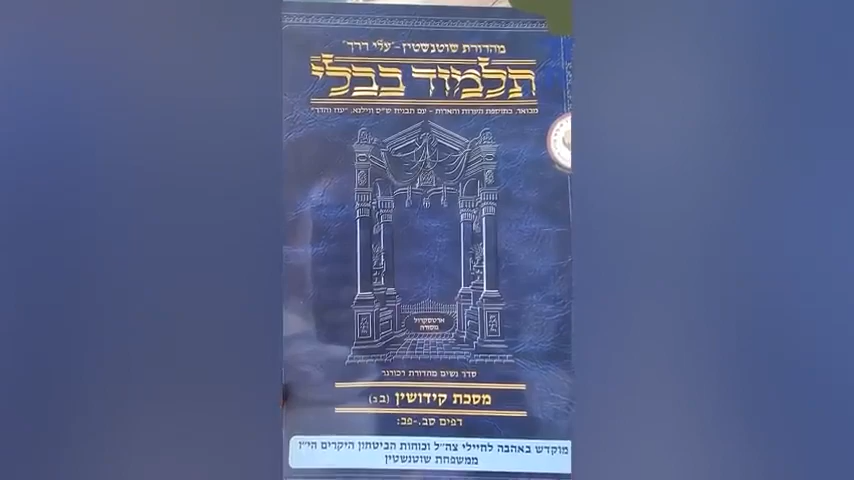 מהדורת שוטנשטין - "עלי דרך"
תלמוד בבלי
מבואר, בתוספת הערות והארות - עם תבנית ש"ס ווילנא, "עוז והדר"
ארטסקרול
מסורה
סדר נשים מהדורת רכורגר
מסכת קידושין (ב ב)
דפים סב.-פב:
מוקדש באהבה לחיילי צה"ל וכוחות הביטחון היקרים הי"ו
ממשפחת שוטנשטין